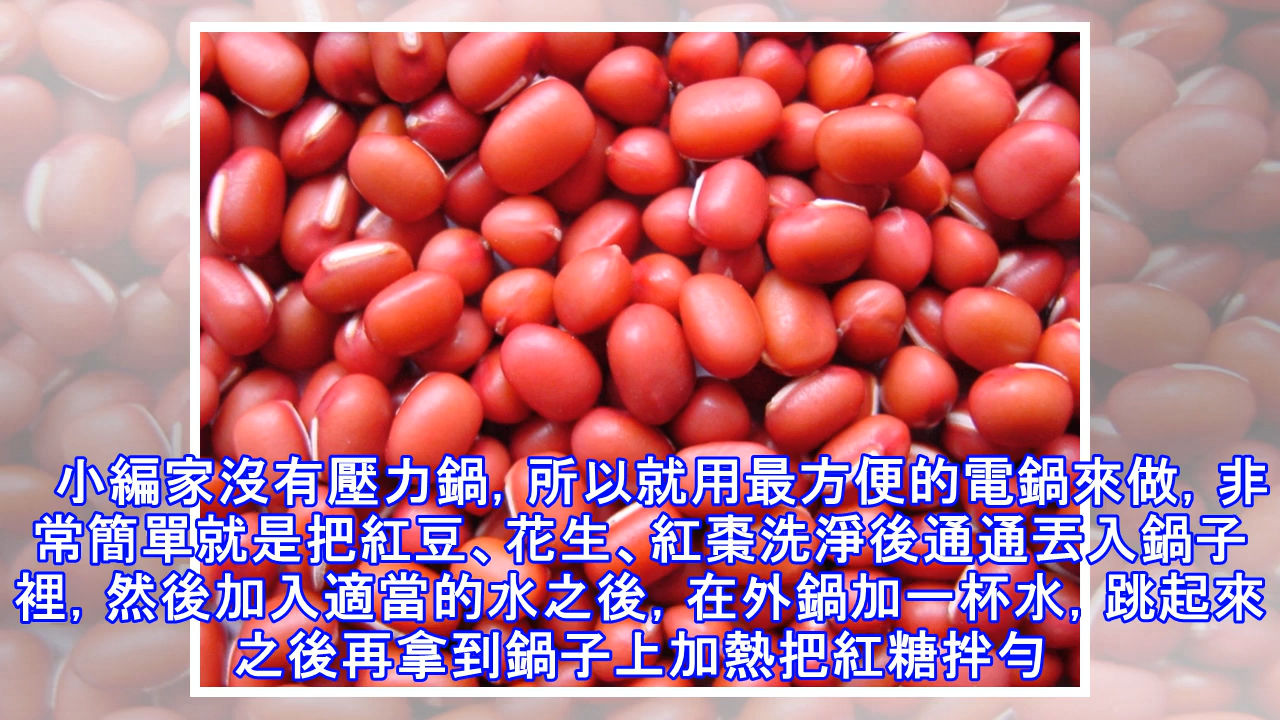 小編家沒有壓力鍋, 所以就用最方便的電鍋來做, 非
常簡單就是把紅豆、花生、紅棗洗淨後通通丟入鍋子
裡, 然後加入適當的水之後, 在外鍋加一杯水, 跳起來
之後再拿到鍋子上加熱把紅糖拌勻